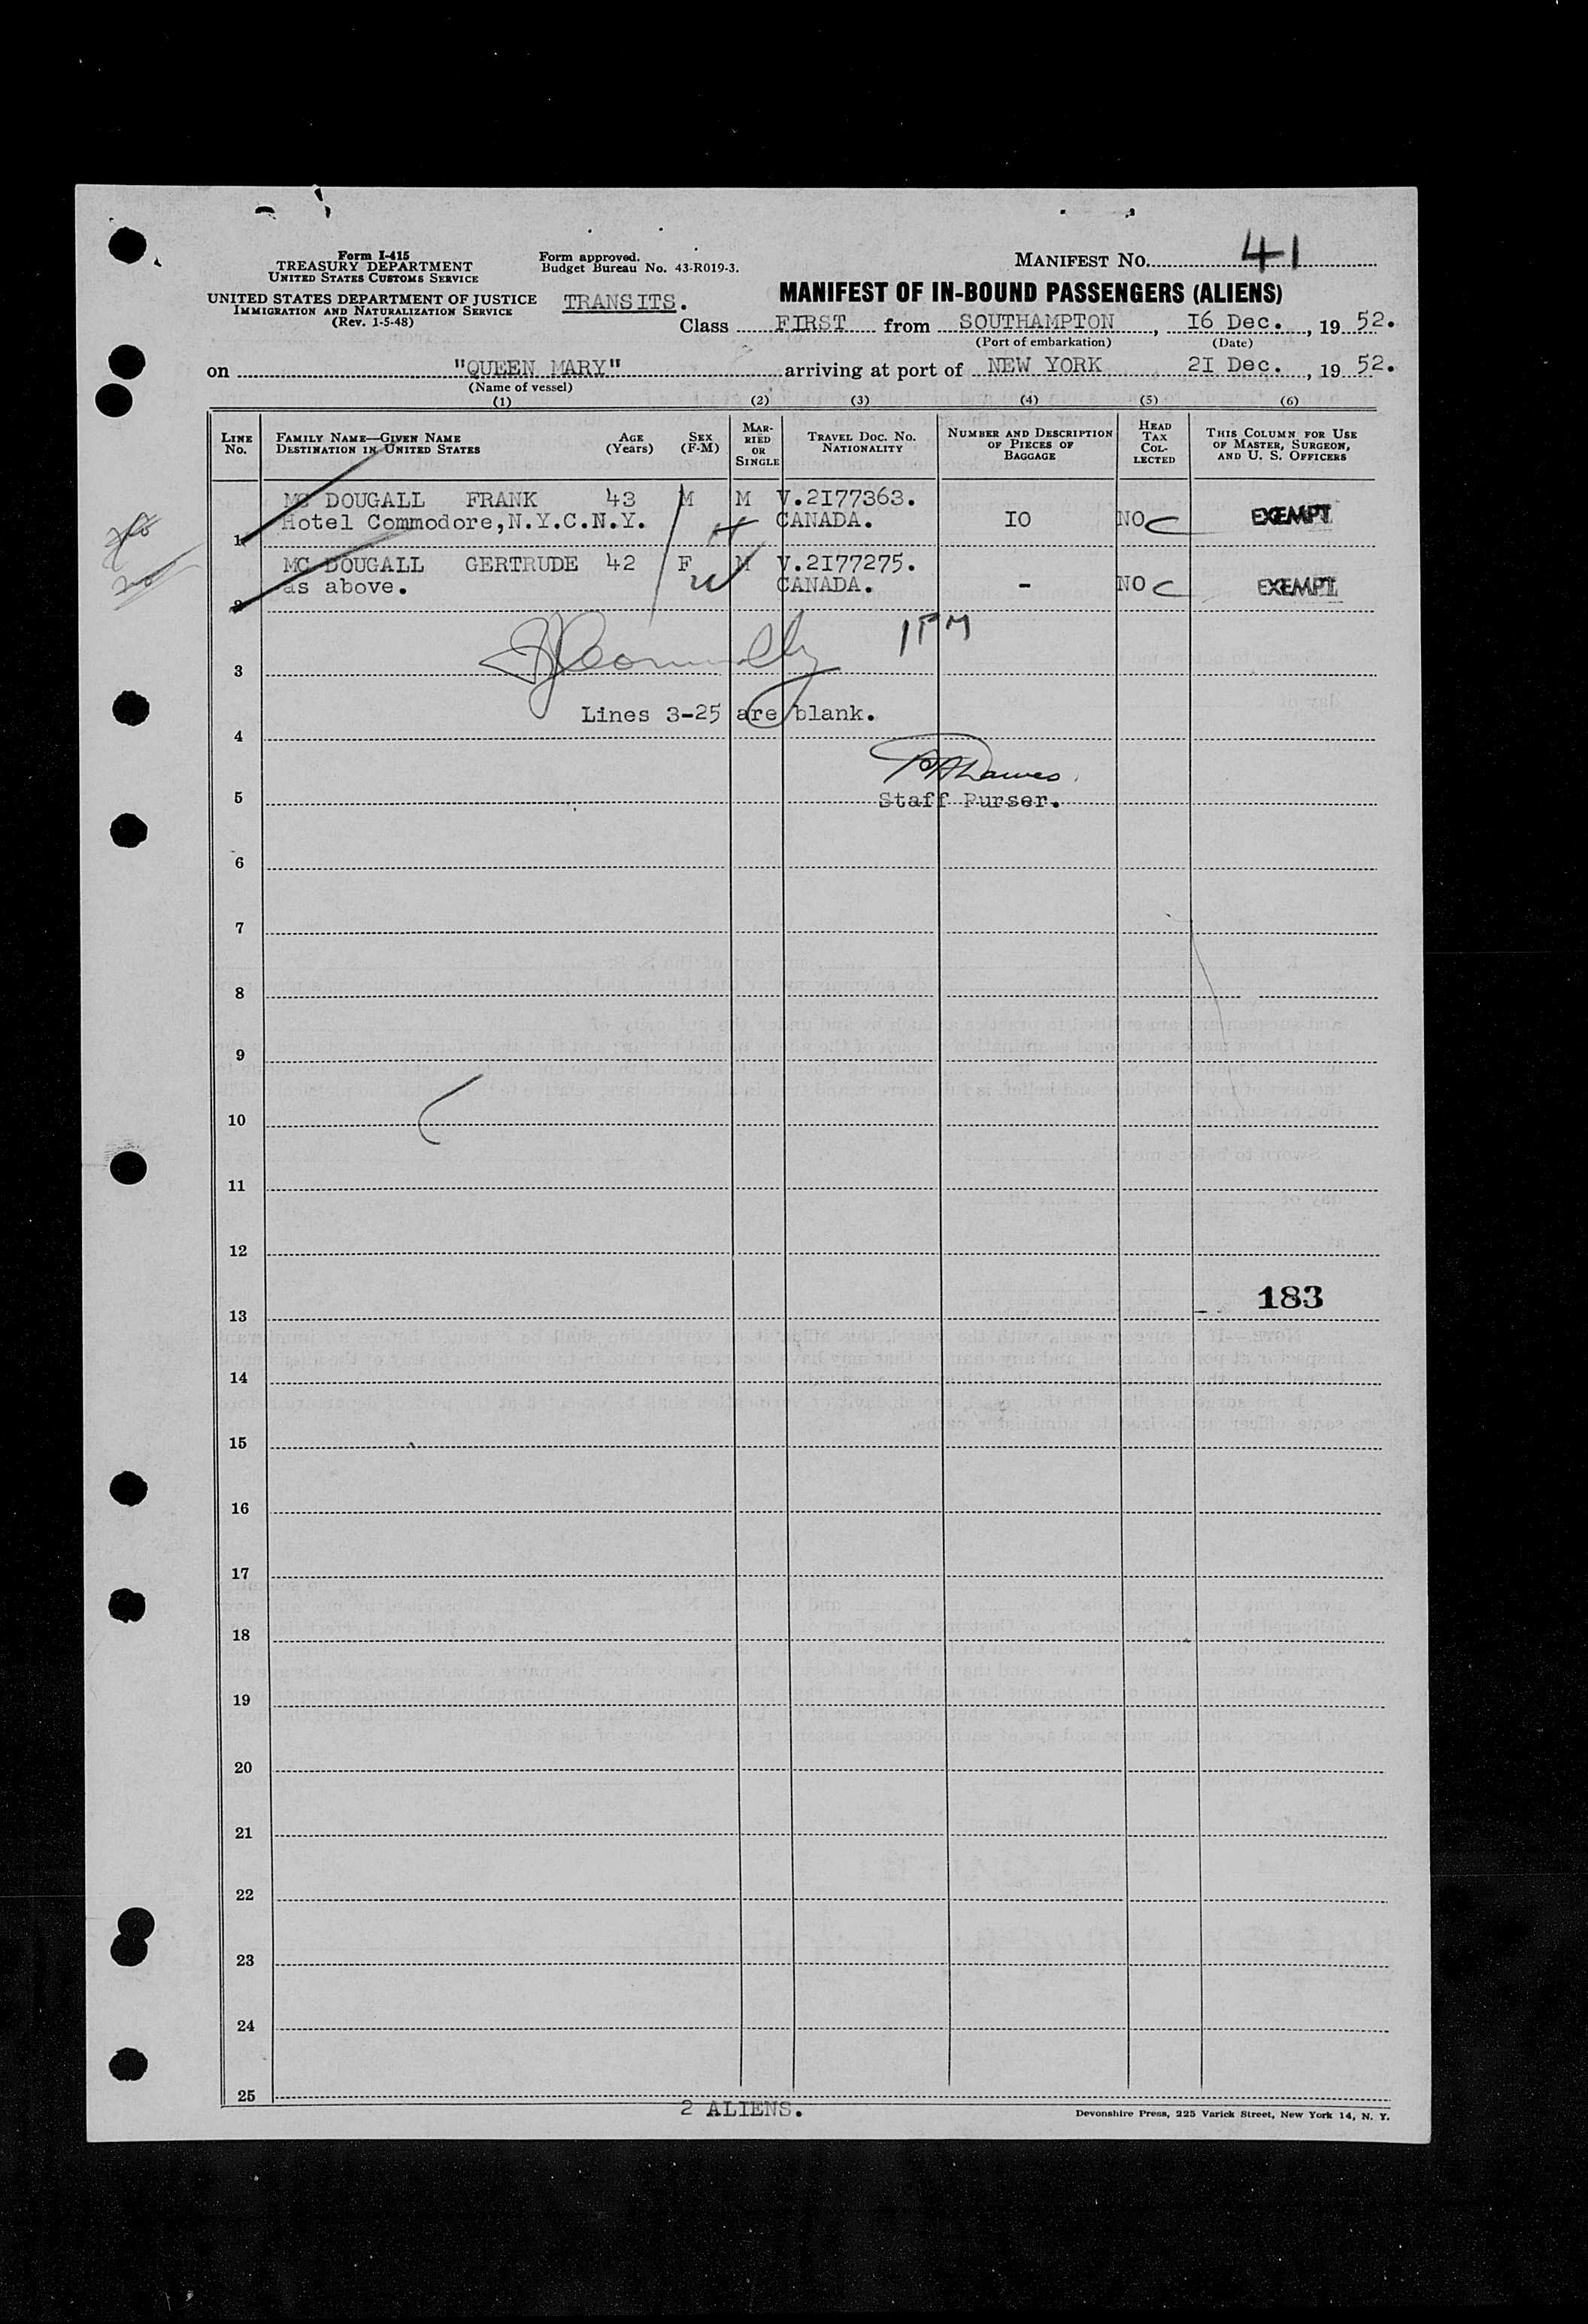 Form I-415
TREASURY DEPARTMENT
UNITED STATES CUSTOMS SERVICE
UNITED STATES DEPARTMENT OF JUSTICE
IMMIGRATION AND NATURALIZATION SERVICE
(Rev. 1-5-48)
Form approved.
Budget Bureau No. 43-R019-3.
TRANSITS.
MANIFEST NO. 41
MANIFEST OF IN-BOUND PASSENGERS (ALIENS)
Class FIRST from SOUTHAMPTON, I6 Dec., 19 52.
(Port of embarkation) (Date)
on "QUEEN MARY" arriving at port of NEW YORK 2I Dec., 19 52.
(Name of vessel)
(1) (2) (3) (4) (5) (6)
LINE NO. FAMILY NAME—GIVEN NAME DESTINATION IN UNITED STATES AGE (Years) SEX (F-M) MARRIED OR SINGLE TRAVEL DOC. NO. NATIONALITY NUMBER AND DESCRIPTION OF PIECES OF BAGGAGE HEAD TAX COLLECTED THIS COLUMN FOR USE OF MASTER, SURGEON, AND U. S. OFFICERS
MC DOUGALL FRANK 43 M M V.2I77363.
1 Hotel Commodore,N.Y.C.N.Y. CANADA. IO NO EXEMPT
MC DOUGALL GERTRUDE 42 F M V.2I77275.
2 as above. CANADA. - NO EXEMPT
1PM
3
Lines 3-25 are blank.
4
5 Staff Purser.
6
7
8
9
10
11
12
183
13
14
15
16
17
18
19
20
21
22
23
24
25
2 ALIENS.
Devonshire Press, 225 Varick Street, New York 14, N. Y.